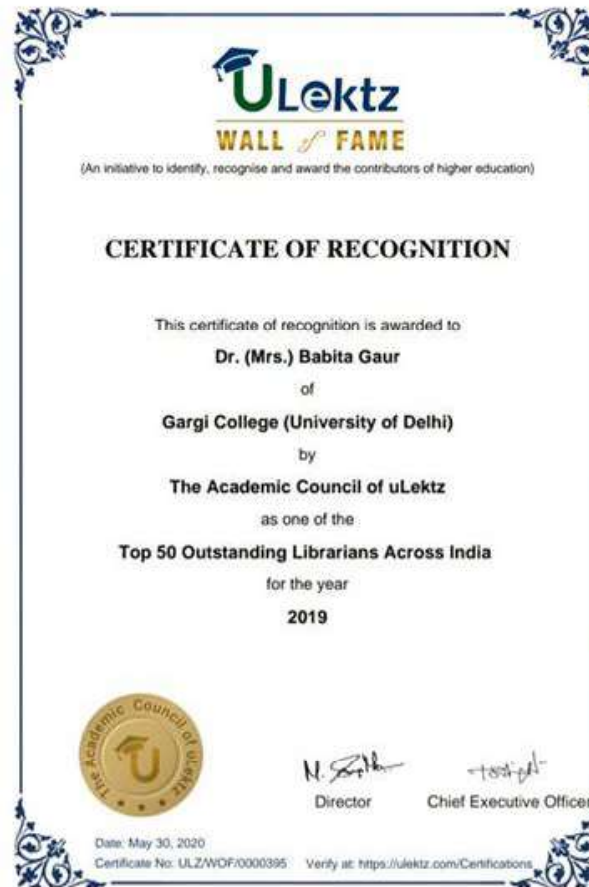 ULektz
WALL of FAME
(An initiative to identify, recognise and award the contributors of higher education)
CERTIFICATE OF RECOGNITION
This certificate of recognition is awarded to
Dr. (Mrs.) Babita Gaur
of
Gargi College (University of Delhi)
by
The Academic Council of uLektz
as one of the
Top 50 Outstanding Librarians Across India
for the year
2019
The Academic Council of uLektz
U
Director Chief Executive Officer
Date: May 30, 2020
Certificate No: ULZ/WOF/0000395 Verify at: https://ulektz.com/Certifications